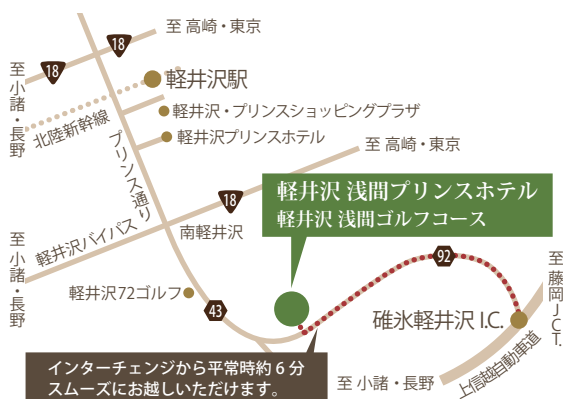 至 高崎・東京
18
18
至 小諸・長野
軽井沢駅
北陸新幹線
軽井沢・プリンスショッピングプラザ
軽井沢プリンスホテル
プリンス通り
至 高崎・東京
18
軽井沢 浅間プリンスホテル
軽井沢 浅間ゴルフコース
南軽井沢
軽井沢バイパス
至 小諸・長野
92
至 藤岡JCT.
軽井沢72ゴルフ
43
碓氷軽井沢 I.C.
上信越自動車道
インターチェンジから平常時約6分
スムーズにお越しいただけます。
至 小諸・長野